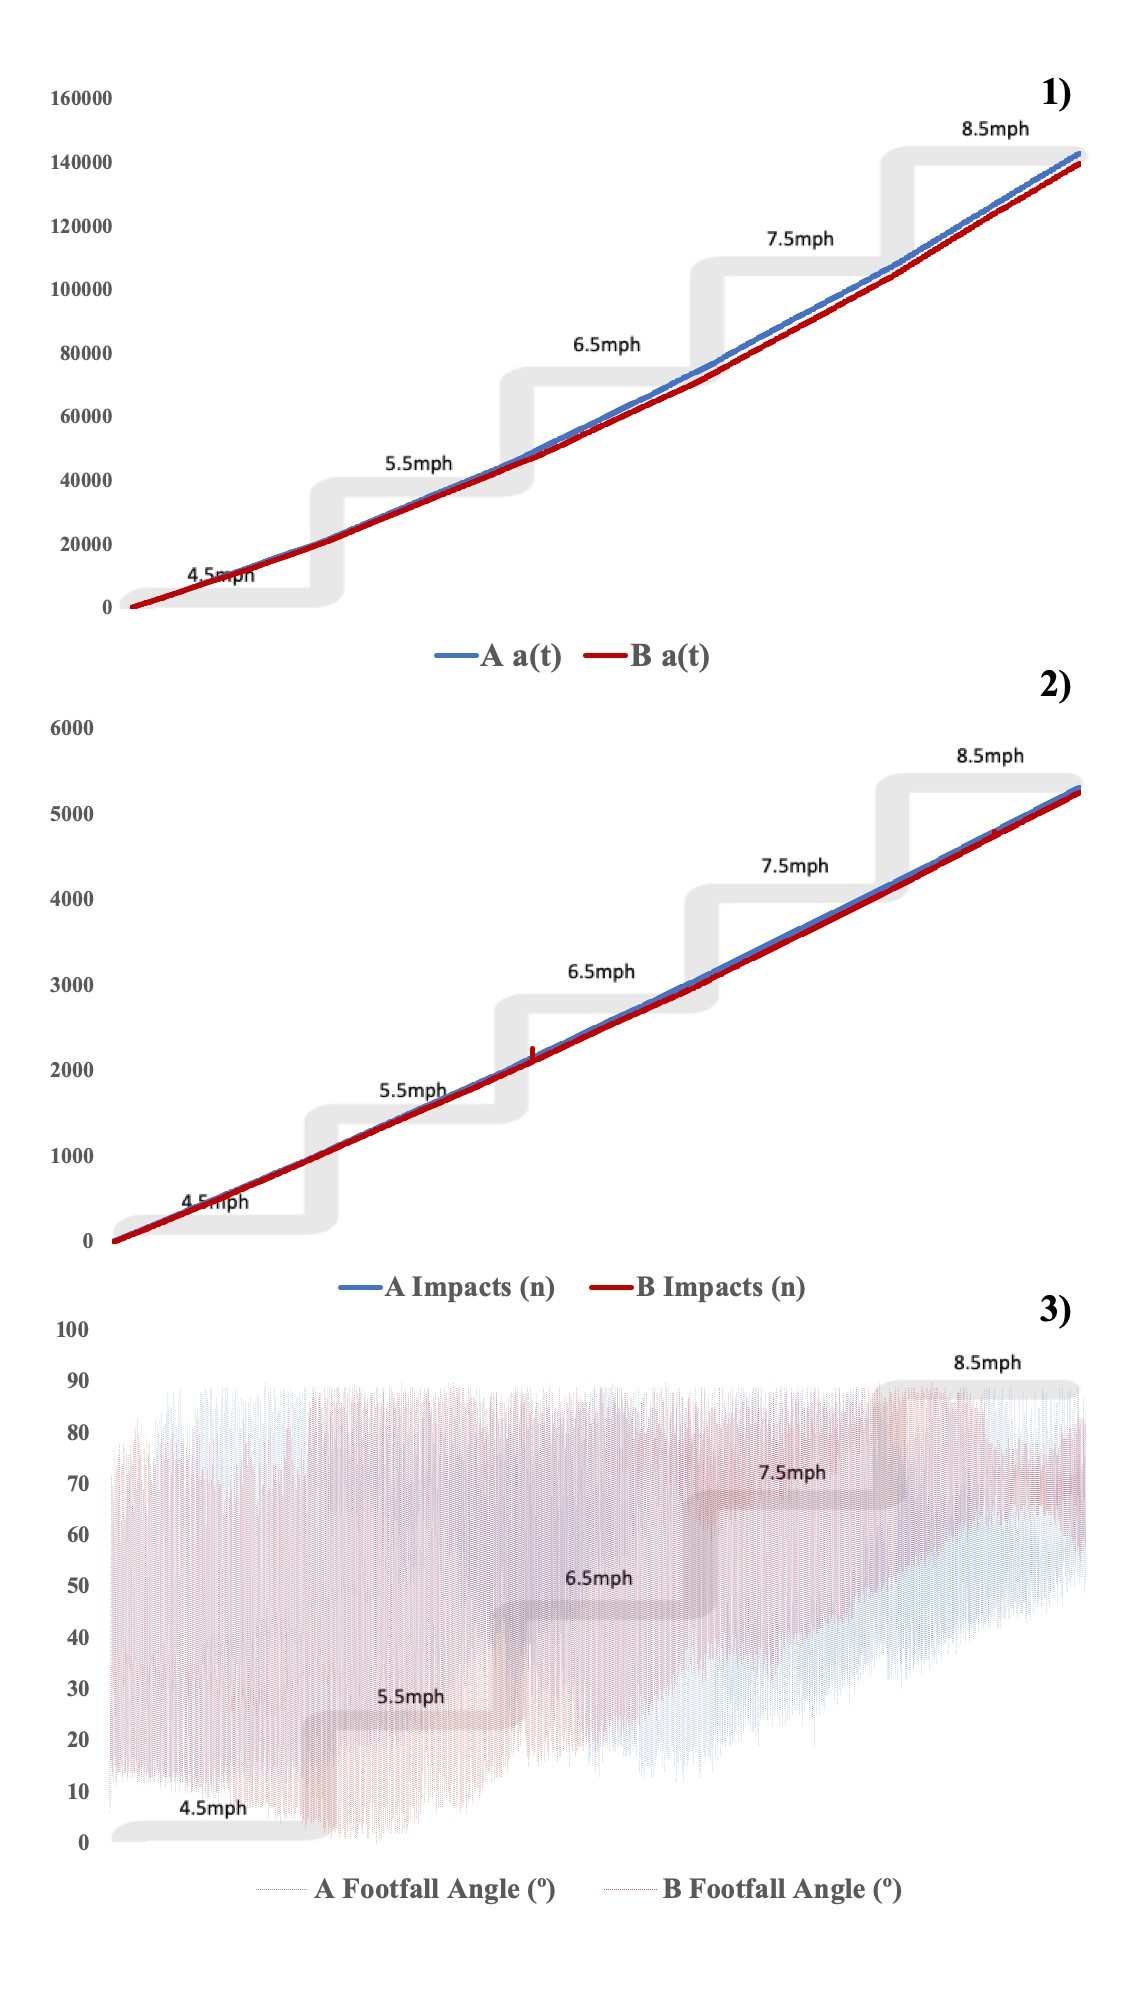 1)
160000
8.5mph
140000
7.5mph
120000
100000
6.5mph
80000
60000
5.5mph
40000
20000
4.5mph
0
A a(t) B a(t)
2)
6000
8.5mph
5000
7.5mph
4000
6.5mph
3000
2000
5.5mph
1000
4.5mph
0
A Impacts (n) B Impacts (n)
3)
100
8.5mph
90
80
7.5mph
70
60
6.5mph
50
40
5.5mph
30
20
4.5mph
10
0
A Footfall Angle (º) B Footfall Angle (º)